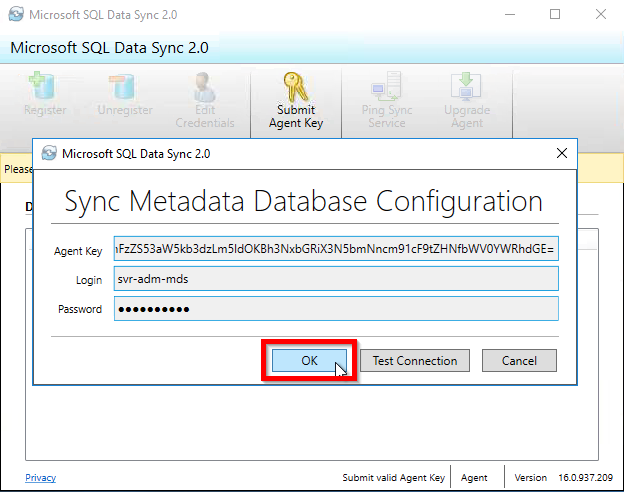 Microsoft SQL Data Sync 2.0
Microsoft SQL Data Sync 2.0
Register
Unregister
Edit
Credentials
Submit
Agent Key
Ping Sync
Service
Upgrade
Agent
Please
Microsoft SQL Data Sync 2.0
Sync Metadata Database Configuration
Agent Key
Login svr-adm-mds
Password ●●●●●●●●●●
OK Test Connection Cancel
Privacy Submit valid Agent Key Agent Version 16.0.937.209